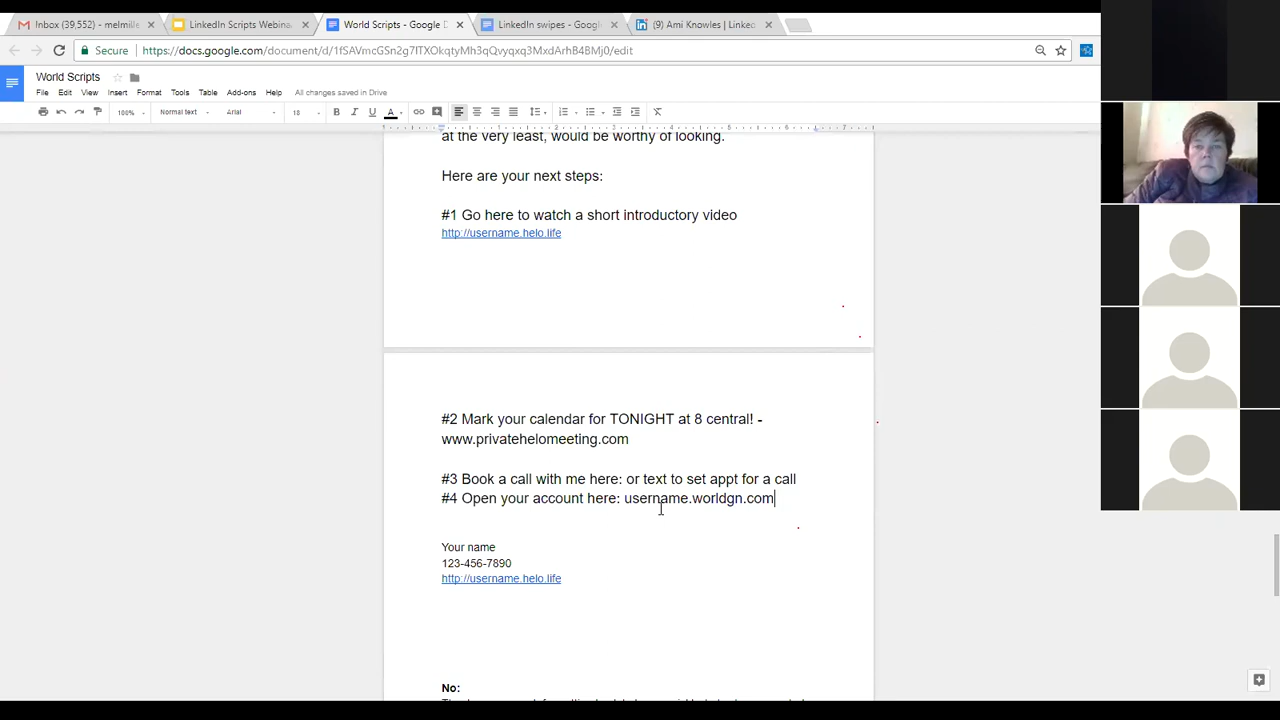 Inbox (39,552) - melmille
LinkedIn Scripts Webina
World Scripts - Google D
LinkedIn swipes - Goog
(9) Ami Knowles | Linked
Secure
https://docs.google.com/document/d/1fSAVmcGSn2g7ITXOkqtyMh3qQvyqxq3MxdArhB4BMj0/edit
World Scripts
File Edit View Insert Format Tools Table Add-ons Help All changes saved in Drive
100% Normal text Arial 18
at the very least, would be worthy of looking.
Here are your next steps:
#1 Go here to watch a short introductory video
http://username.helo.life
#2 Mark your calendar for TONIGHT at 8 central! -
www.privatehelomeeting.com
#3 Book a call with me here: or text to set appt for a call
#4 Open your account here: username.worldgn.com
Your name
123-456-7890
http://username.helo.life
No: